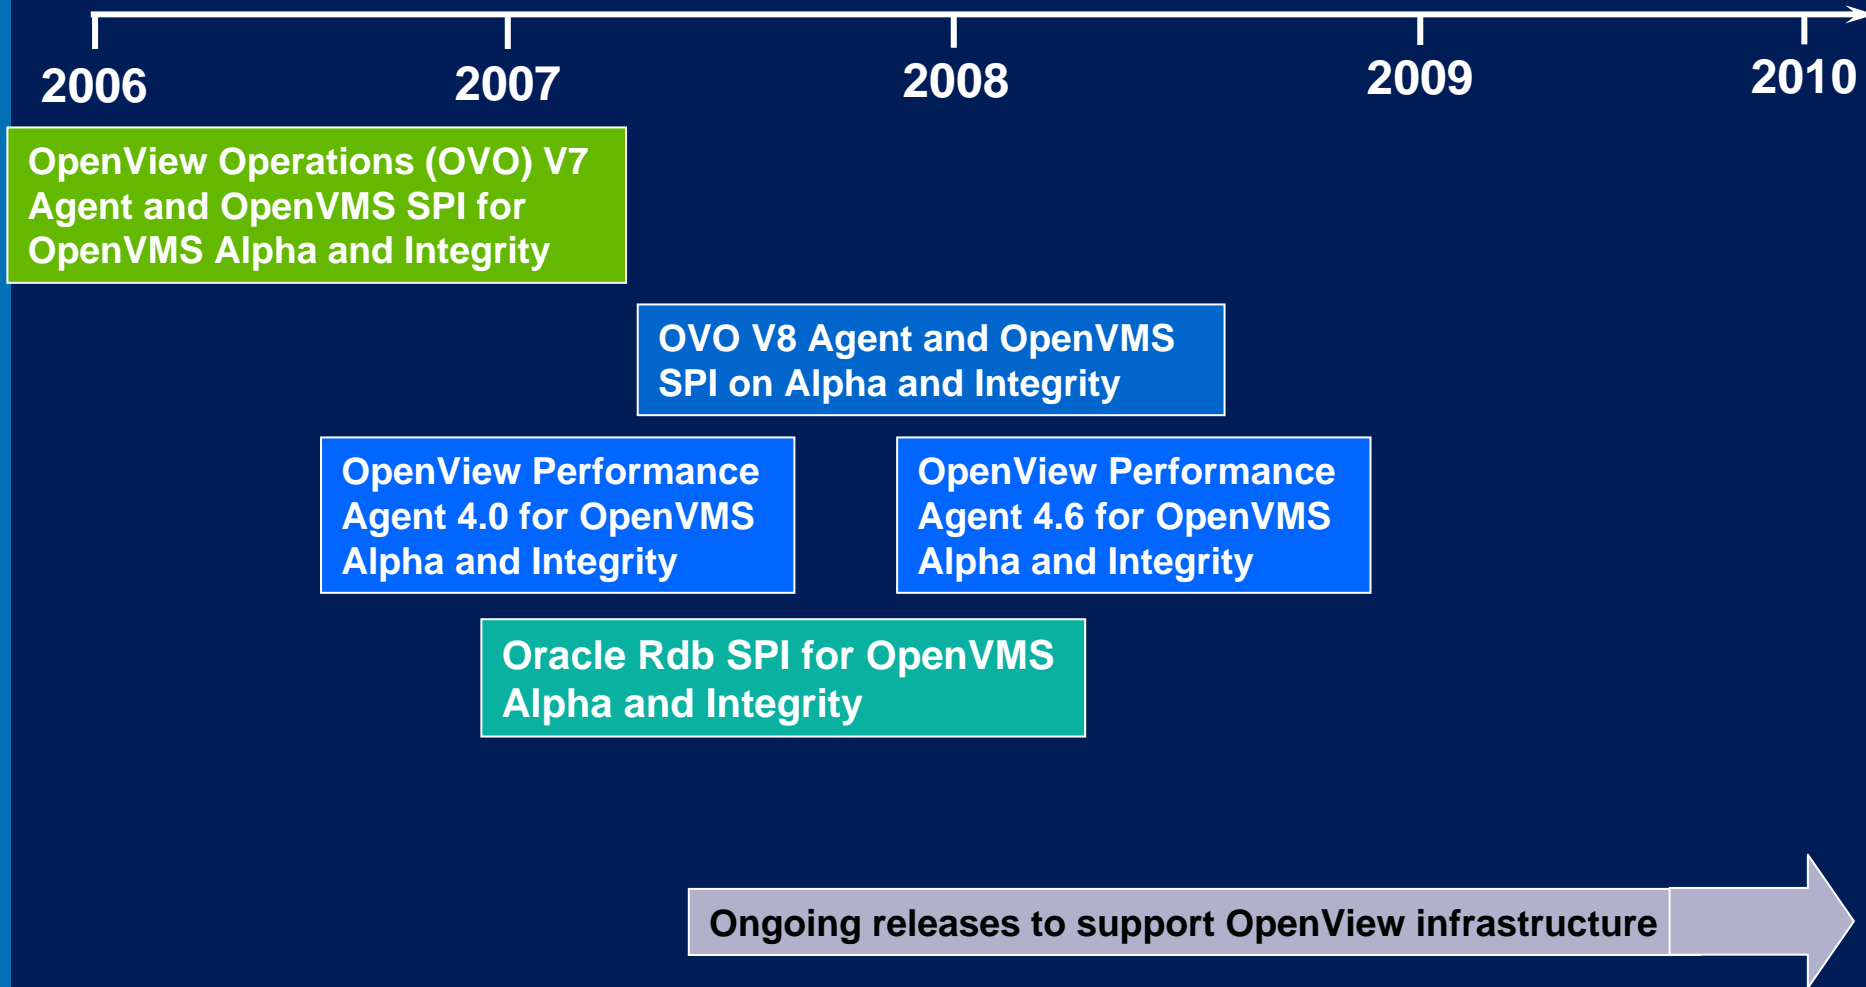 2006
2007
2008
2009
2010
OpenView Operations (OVO) V7
Agent and OpenVMS SPI for
OpenVMS Alpha and Integrity
OVO V8 Agent and OpenVMS
SPI on Alpha and Integrity
OpenView Performance
Agent 4.0 for OpenVMS
Alpha and Integrity
OpenView Performance
Agent 4.6 for OpenVMS
Alpha and Integrity
Oracle Rdb SPI for OpenVMS
Alpha and Integrity
Ongoing releases to support OpenView infrastructure